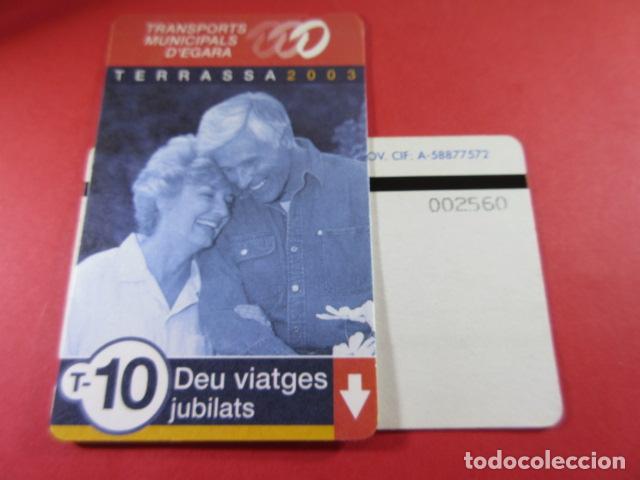 TRANSPORTS
MUNICIPALS
D'EGARA
TERRASSA2003
OV. CIF: A-58877572
002560
T-10 Deu viatges
jubilats
todocoleccion